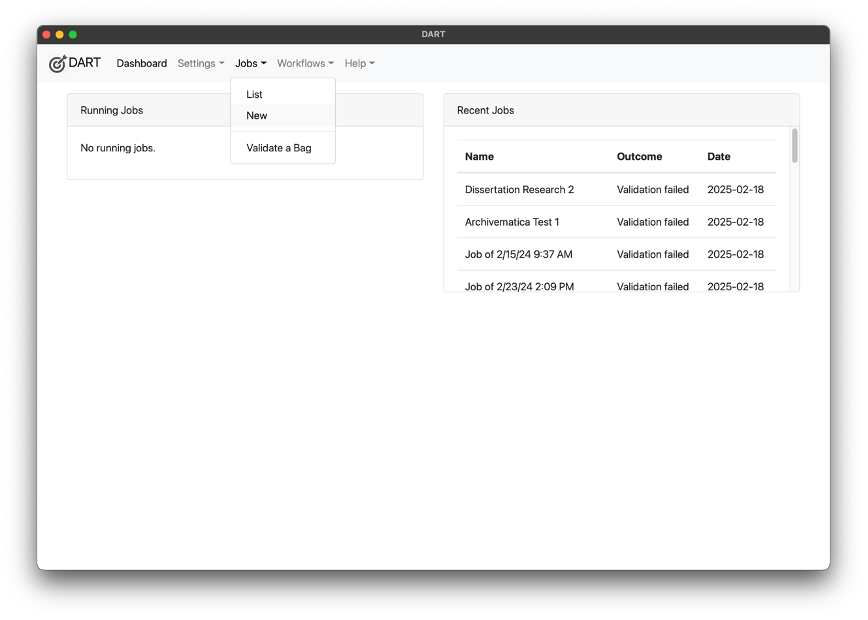 DART
DART Dashboard Settings Jobs Workflows Help
List
New
Validate a Bag
Running Jobs
No running jobs.
Recent Jobs
Name Outcome Date
Dissertation Research 2 Validation failed 2025-02-18
Archivematica Test 1 Validation failed 2025-02-18
Job of 2/15/24 9:37 AM Validation failed 2025-02-18
Job of 2/23/24 2:09 PM Validation failed 2025-02-18